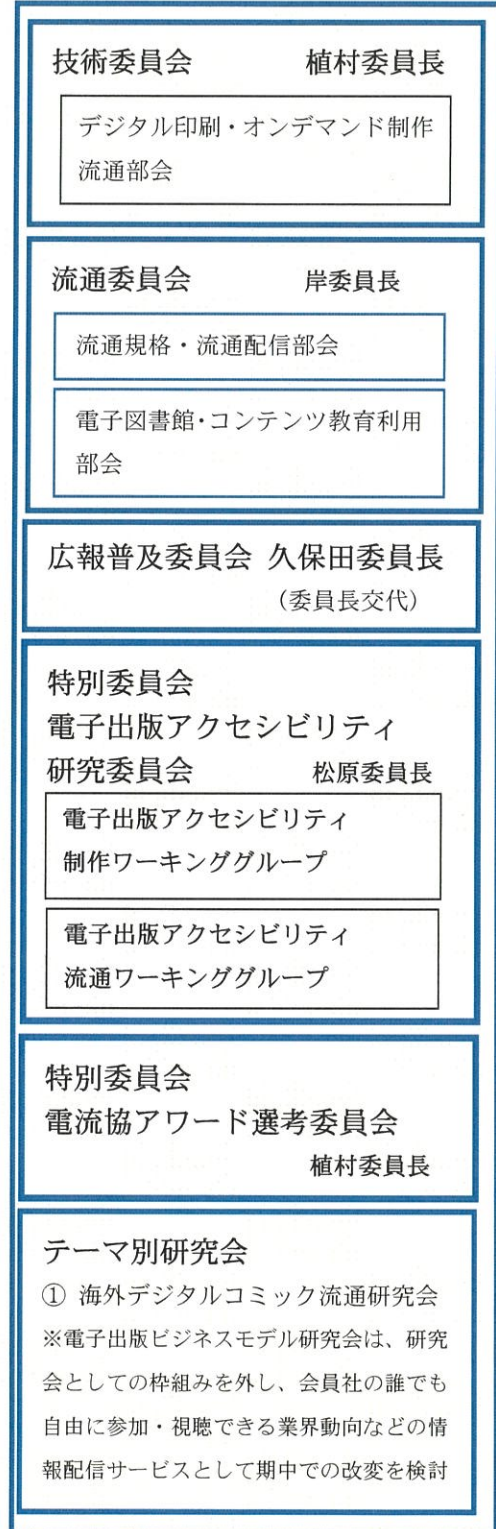 技術委員会　　植村委員長
デジタル印刷・オンデマンド制作
流通部会
流通委員会　　岸委員長
流通規格・流通配信部会
電子図書館・コンテンツ教育利用
部会
広報普及委員会 久保田委員長
（委員長交代）
特別委員会
電子出版アクセシビリティ
研究委員会　　松原委員長
電子出版アクセシビリティ
制作ワーキンググループ
電子出版アクセシビリティ
流通ワーキンググループ
特別委員会
電流協アワード選考委員会
植村委員長
テーマ別研究会
① 海外デジタルコミック流通研究会
※電子出版ビジネスモデル研究会は、研究
会としての枠組みを外し、会員社の誰でも
自由に参加・視聴できる業界動向などの情
報配信サービスとして期中での改変を検討